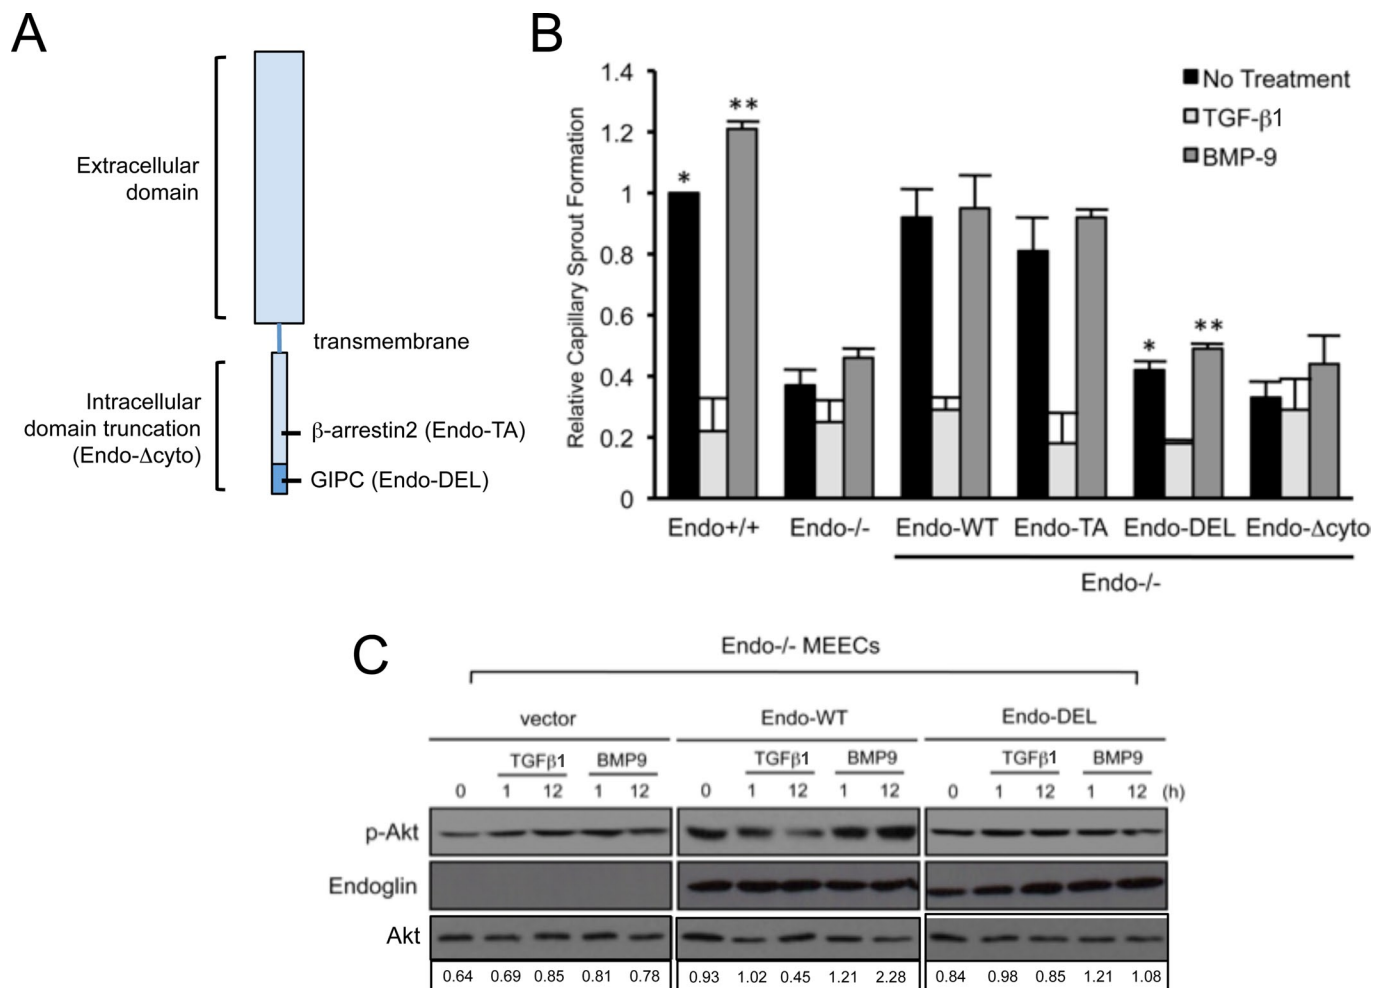 A
Extracellular
domain
transmembrane
Intracellular
domain truncation
(Endo-Δcyto)
β-arrestin2 (Endo-TA)
GIPC (Endo-DEL)
B
Relative Capillary Sprout Formation
1.4
1.2
1
0.8
0.6
0.4
0.2
0
No Treatment
TGF-β1
BMP-9
*
**
*
**
Endo+/+ Endo-/- Endo-WT Endo-TA Endo-DEL Endo-Δcyto
Endo-/-
C
Endo-/- MEECs
vector Endo-WT Endo-DEL
TGFβ1 BMP9 TGFβ1 BMP9 TGFβ1 BMP9
0 1 12 1 12 0 1 12 1 12 0 1 12 1 12 (h)
p-Akt
Endoglin
Akt
0.64 0.69 0.85 0.81 0.78 0.93 1.02 0.45 1.21 2.28 0.84 0.98 0.85 1.21 1.08